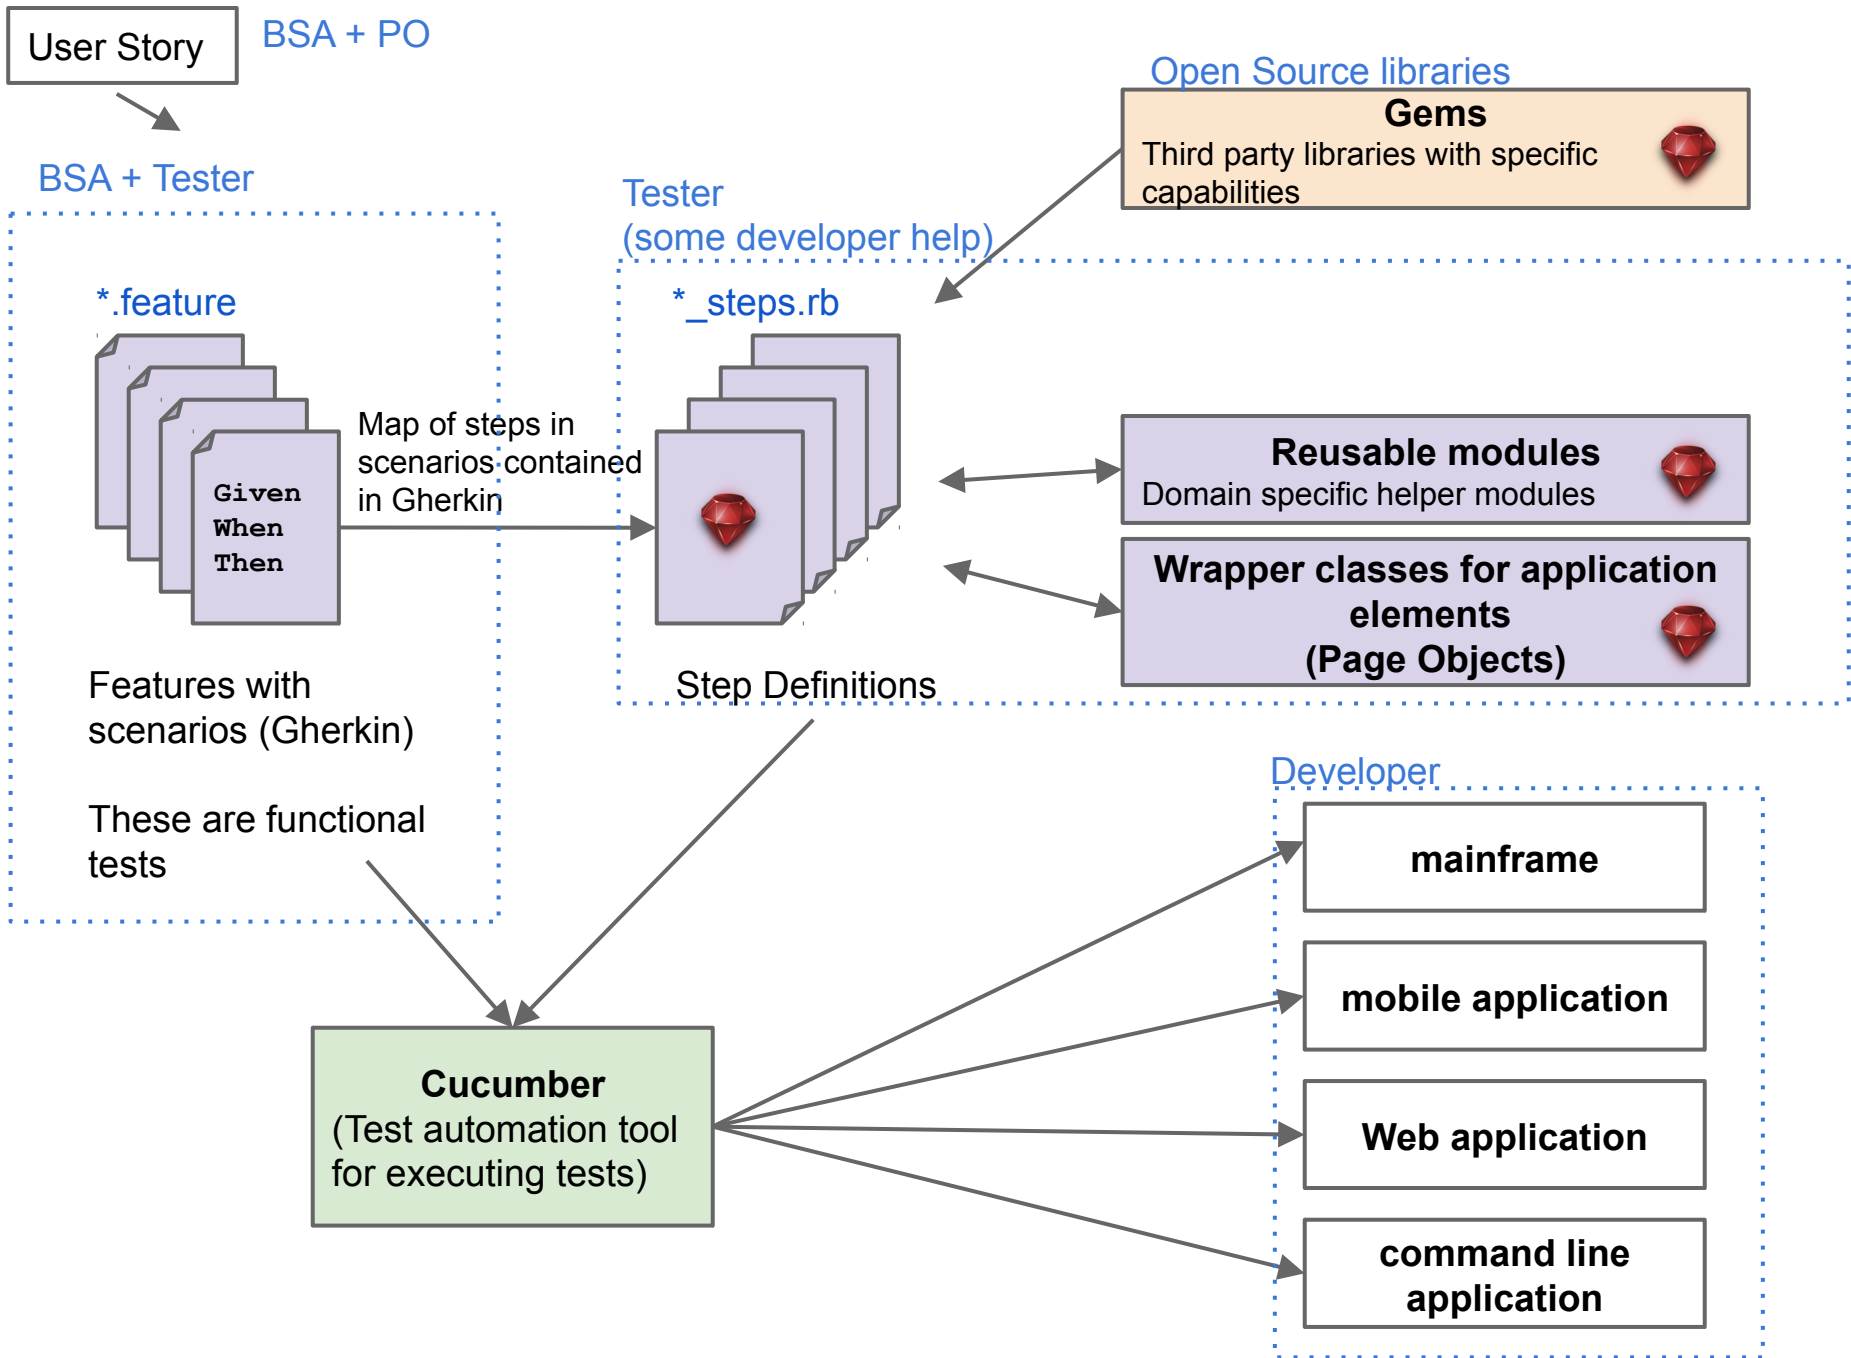 User Story
BSA + PO
Open Source libraries
Gems
Third party libraries with specific
capabilities
BSA + Tester
Tester
(some developer help)
*.feature
*_steps.rb
Map of steps in
scenarios contained
in Gherkin
Given
When
Then
Reusable modules
Domain specific helper modules
Wrapper classes for application
elements
(Page Objects)
Features with
scenarios (Gherkin)
These are functional
tests
Step Definitions
Developer
mainframe
mobile application
Web application
command line
application
Cucumber
(Test automation tool
for executing tests)